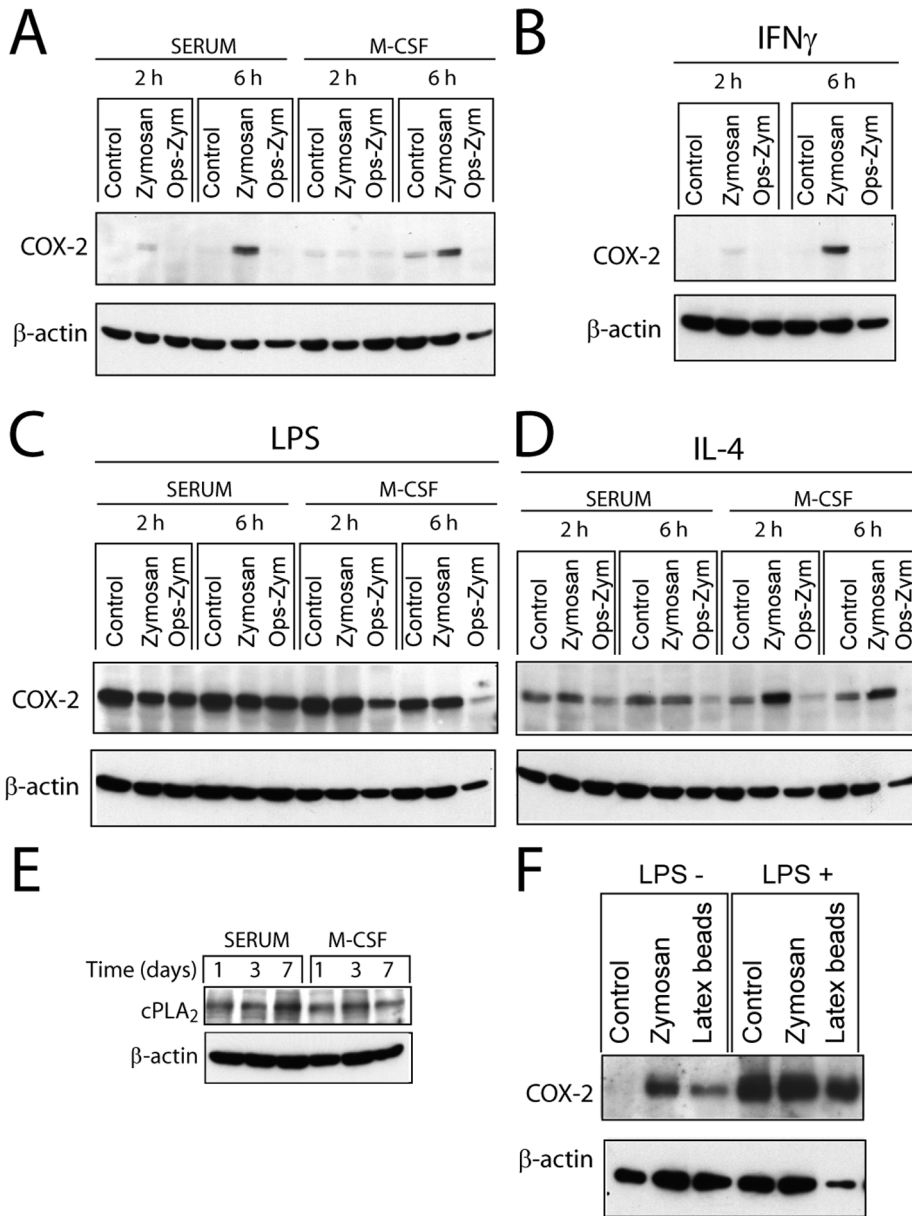 A
SERUM M-CSF
2 h 6 h 2 h 6 h
Control Zymosan Ops-Zym Control Zymosan Ops-Zym Control Zymosan Ops-Zym Control Zymosan Ops-Zym
COX-2
β-actin
B
IFNγ
2 h 6 h
Control Zymosan Ops-Zym Control Zymosan Ops-Zym
COX-2
β-actin
C
LPS
SERUM M-CSF
2 h 6 h 2 h 6 h
Control Zymosan Ops-Zym Control Zymosan Ops-Zym Control Zymosan Ops-Zym Control Zymosan Ops-Zym
COX-2
β-actin
D
IL-4
SERUM M-CSF
2 h 6 h 2 h 6 h
Control Zymosan Ops-Zym Control Zymosan Ops-Zym Control Zymosan Ops-Zym Control Zymosan Ops-Zym
E
SERUM M-CSF
Time (days) 1 3 7 1 3 7
cPLA₂
β-actin
F
LPS - LPS +
Control Zymosan Latex beads Control Zymosan Latex beads
COX-2
β-actin